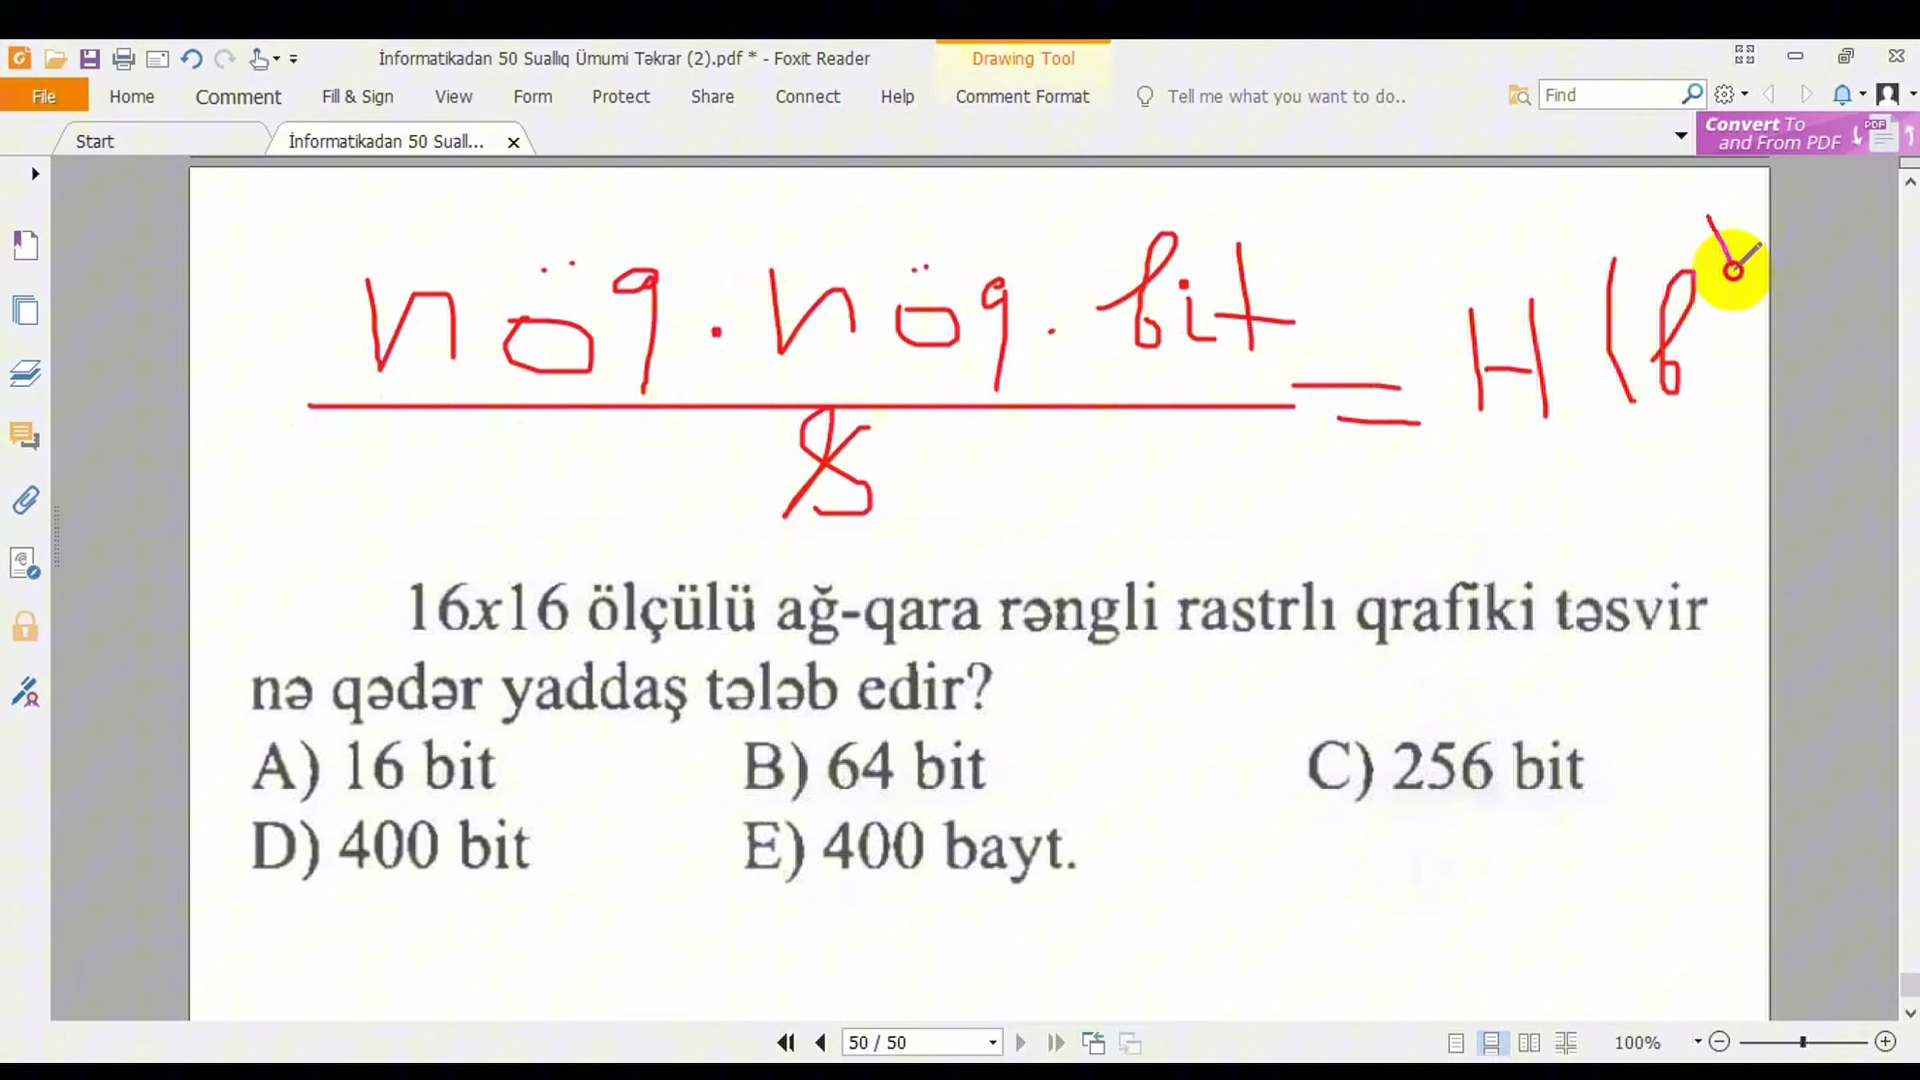 İnformatikadan 50 Suallıq Ümumi Təkrar (2).pdf * - Foxit Reader
Drawing Tool
File Home Comment Fill & Sign View Form Protect Share Connect Help Comment Format Tell me what you want to do.. Find
Start İnformatikadan 50 Suall...
Convert To
PDF
and From PDF
nöq . nöq . bit = H (b
8
16x16 ölçülü ağ-qara rəngli rastrlı qrafiki təsvir
nə qədər yaddaş tələb edir?
A) 16 bit B) 64 bit C) 256 bit
D) 400 bit E) 400 bayt.
50 / 50 100%